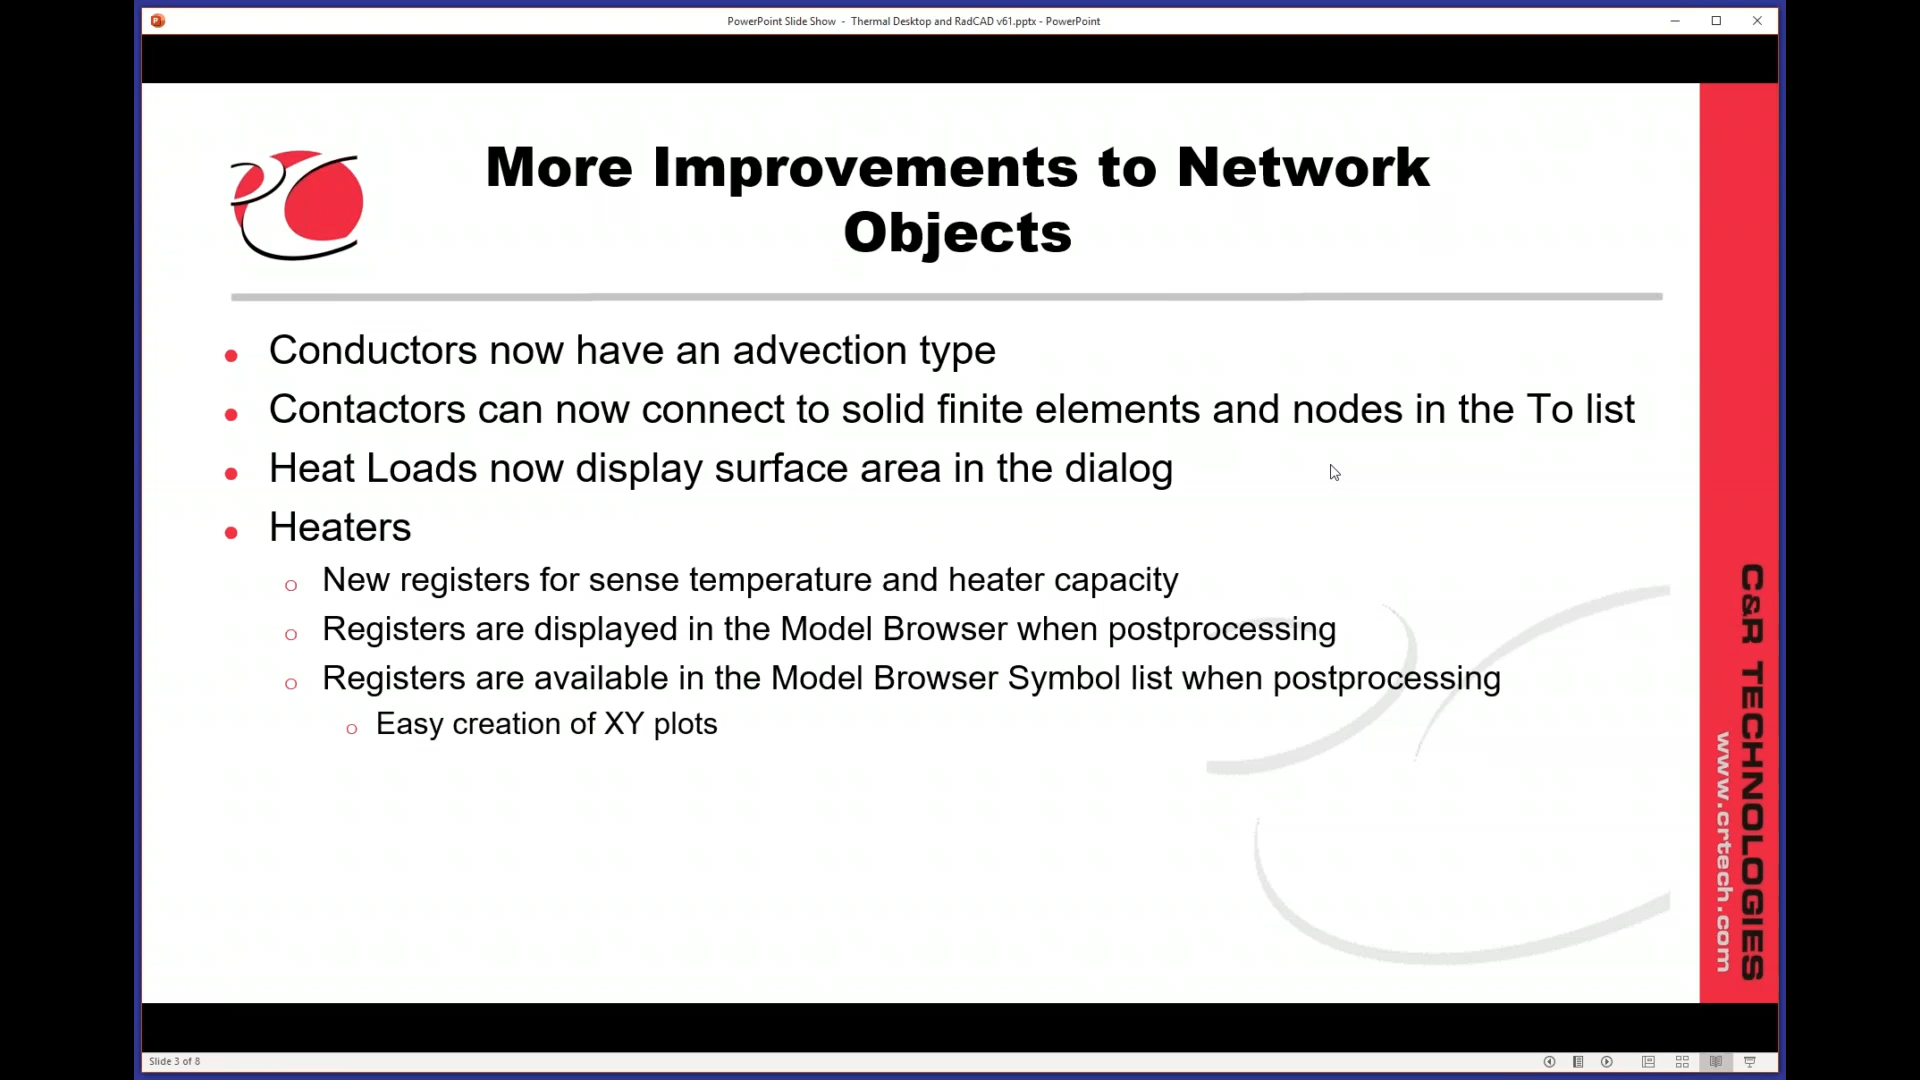 PowerPoint Slide Show - Thermal Desktop and RadCAD v61.pptx - PowerPoint
More Improvements to Network
Objects
• Conductors now have an advection type
• Contactors can now connect to solid finite elements and nodes in the To list
• Heat Loads now display surface area in the dialog
• Heaters
o New registers for sense temperature and heater capacity
o Registers are displayed in the Model Browser when postprocessing
o Registers are available in the Model Browser Symbol list when postprocessing
o Easy creation of XY plots
C&R TECHNOLOGIES
www.crtech.com
Slide 3 of 8